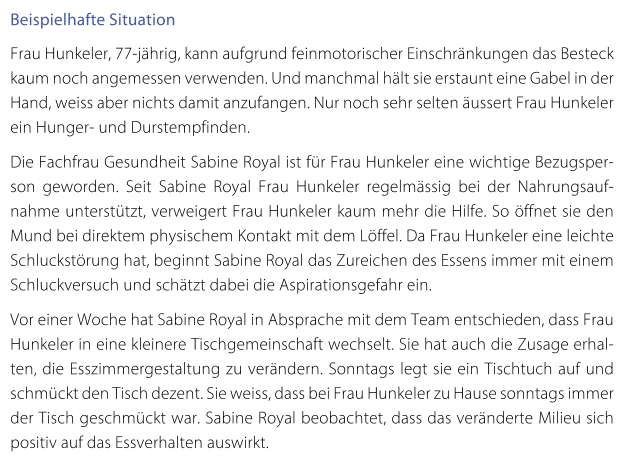 Beispielhafte Situation
Frau Hunkeler, 77-jährig, kann aufgrund feinmotorischer Einschränkungen das Besteck
kaum noch angemessen verwenden. Und manchmal hält sie erstaunt eine Gabel in der
Hand, weiss aber nichts damit anzufangen. Nur noch sehr selten äussert Frau Hunkeler
ein Hunger- und Durstempfinden.
Die Fachfrau Gesundheit Sabine Royal ist für Frau Hunkeler eine wichtige Bezugsper-
son geworden. Seit Sabine Royal Frau Hunkeler regelmässig bei der Nahrungsauf-
nahme unterstützt, verweigert Frau Hunkeler kaum mehr die Hilfe. So öffnet sie den
Mund bei direktem physischem Kontakt mit dem Löffel. Da Frau Hunkeler eine leichte
Schluckstörung hat, beginnt Sabine Royal das Zureichen des Essens immer mit einem
Schluckversuch und schätzt dabei die Aspirationsgefahr ein.
Vor einer Woche hat Sabine Royal in Absprache mit dem Team entschieden, dass Frau
Hunkeler in eine kleinere Tischgemeinschaft wechselt. Sie hat auch die Zusage erhal-
ten, die Esszimmergestaltung zu verändern. Sonntags legt sie ein Tischtuch auf und
schmückt den Tisch dezent. Sie weiss, dass bei Frau Hunkeler zu Hause sonntags immer
der Tisch geschmückt war. Sabine Royal beobachtet, dass das veränderte Milieu sich
positiv auf das Essverhalten auswirkt.